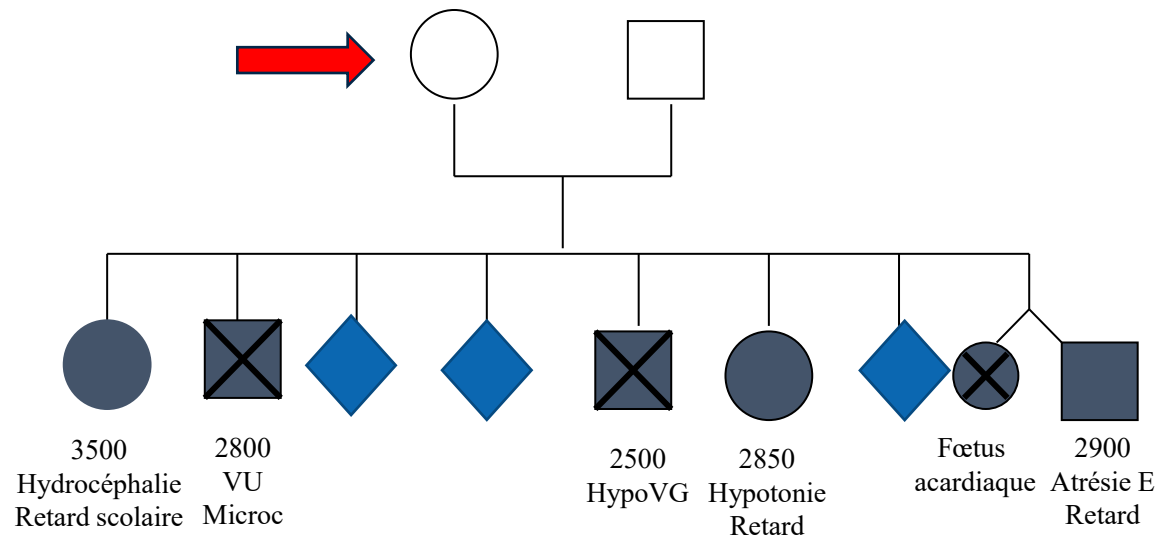 3500
Hydrocéphalie
Retard scolaire
2800
VU
Microc
2500
HypoVG
2850
Hypotonie
Retard
Fœtus
acardiaque
2900
Atrésie E
Retard